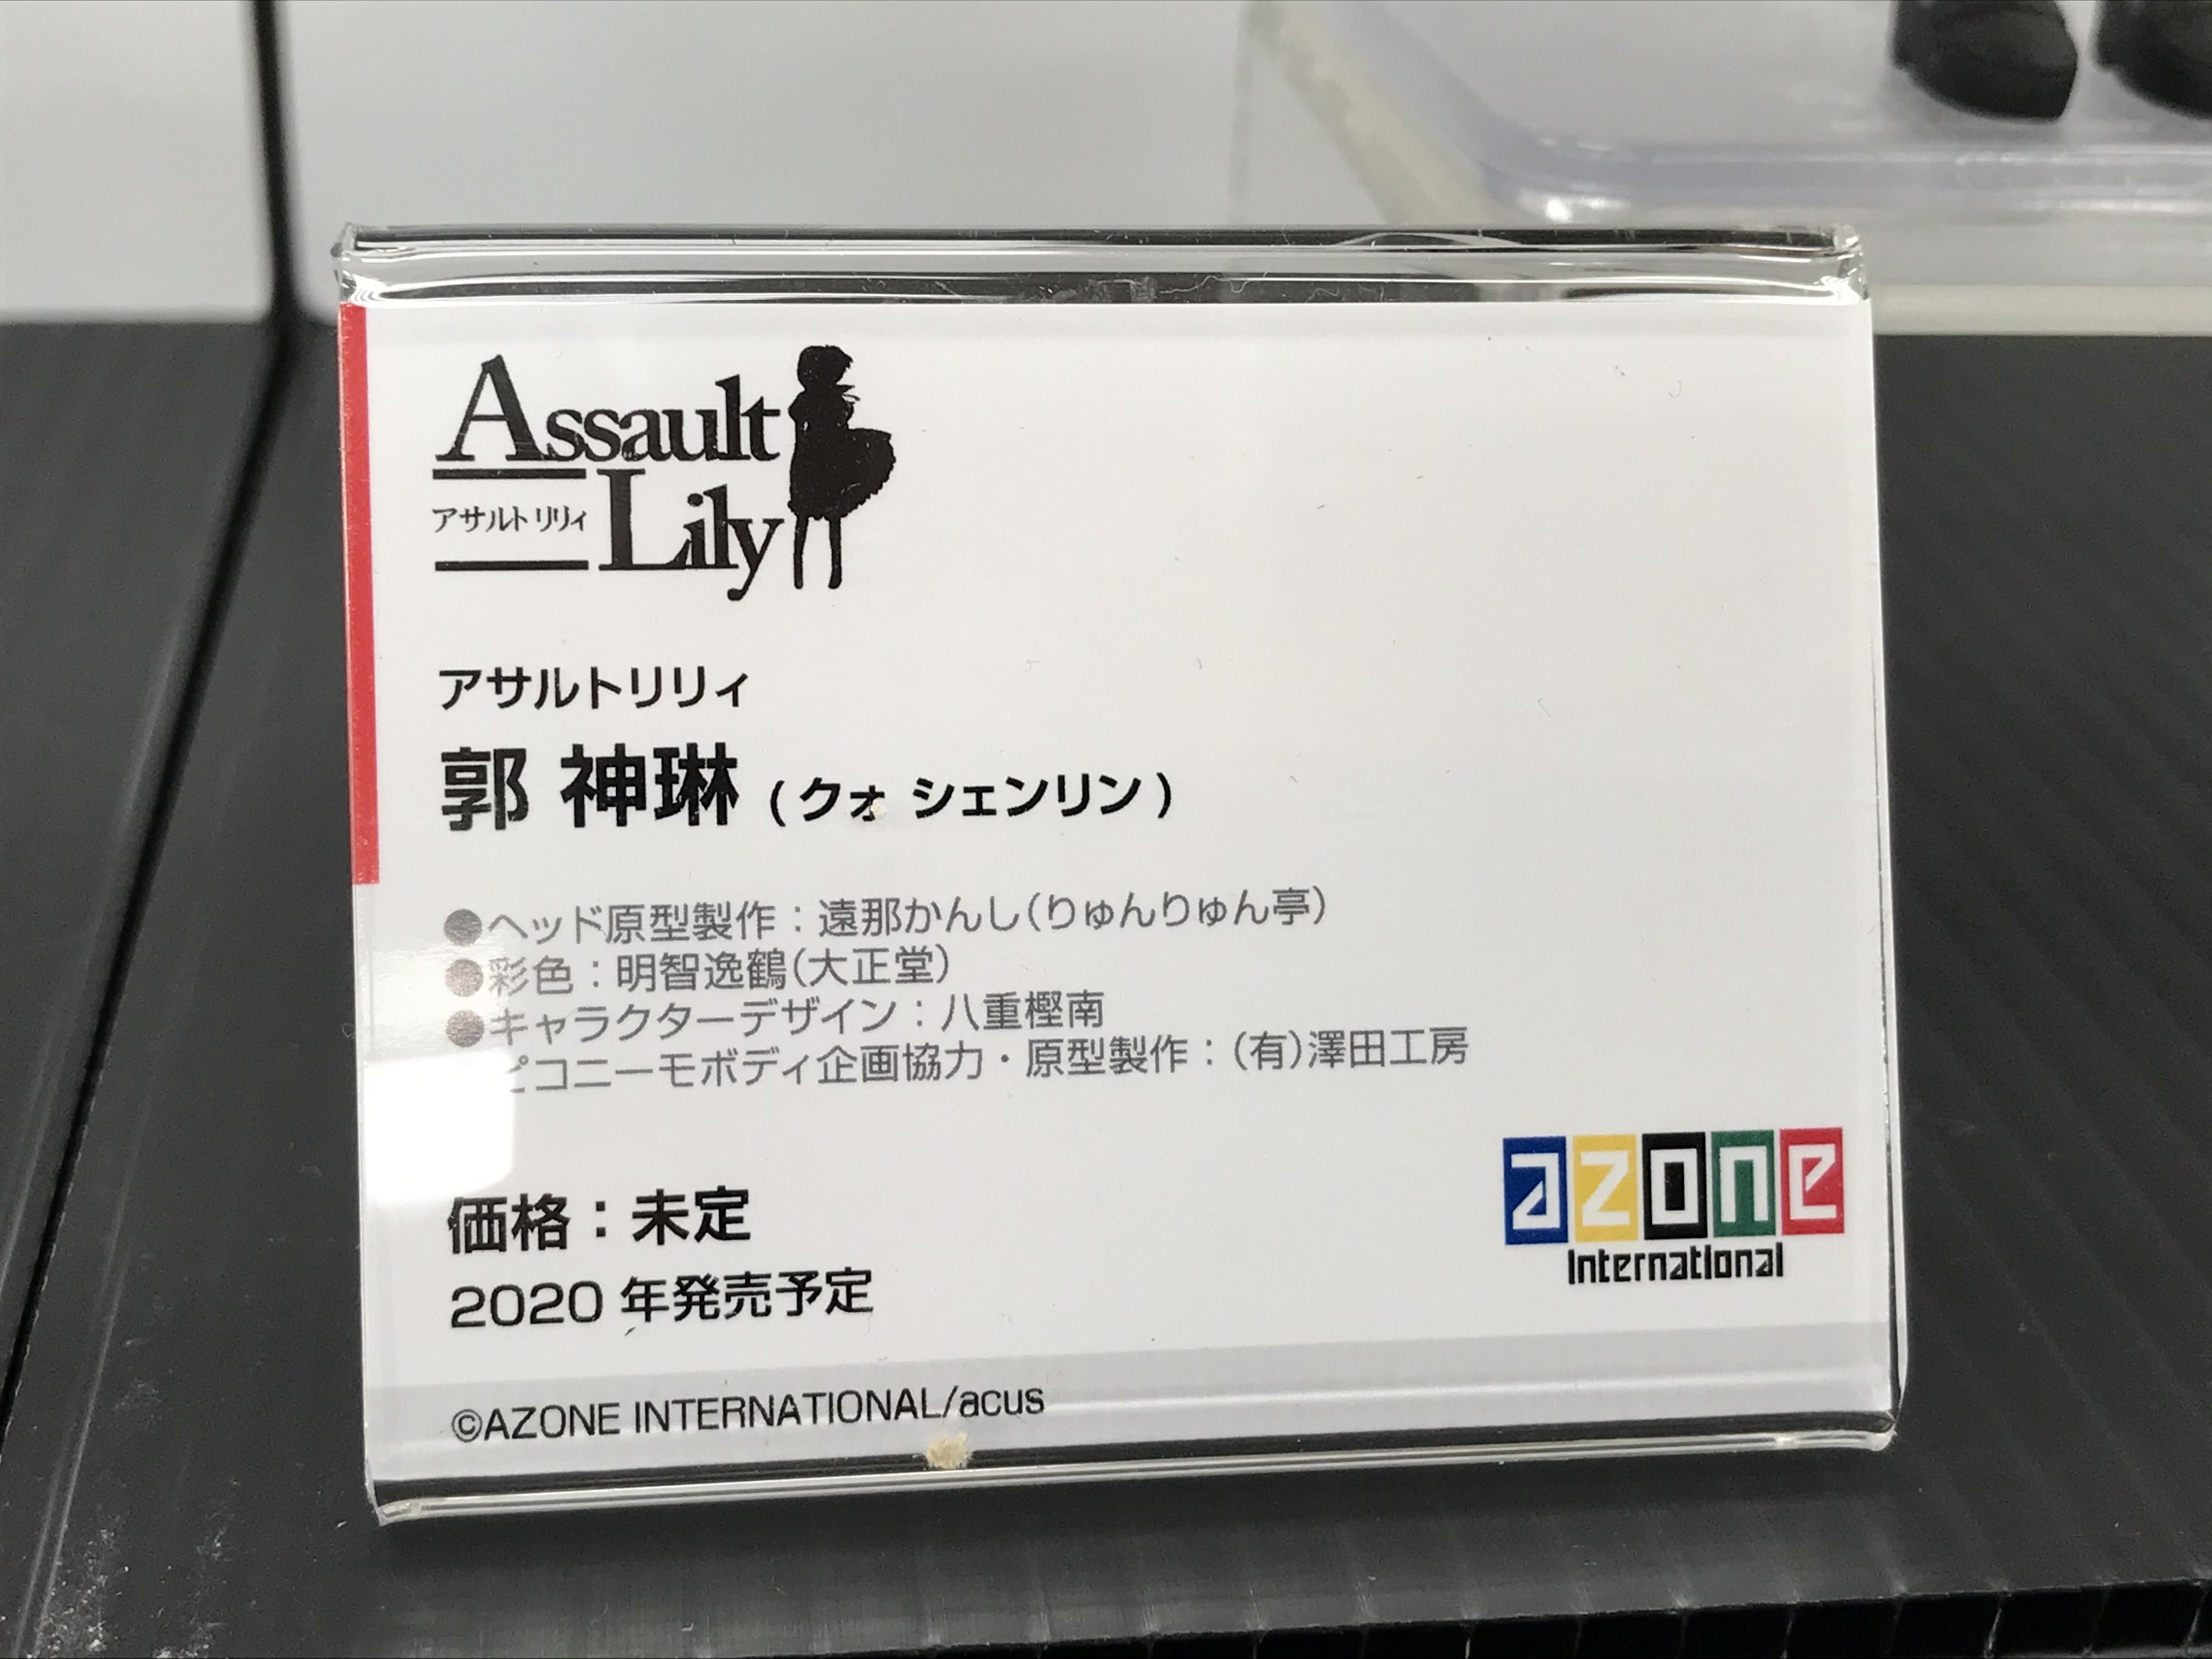 Assault
アサルトリリィ
Lily
アサルトリリィ
郭 神琳 (クォ シェンリン)
●ヘッド原型製作：遠那かんし(りゅんりゅん亭)
●彩色：明智逸鶴(大正堂)
●キャラクターデザイン：八重樫南
ピコニーモボディ企画協力・原型製作：(有)澤田工房
価格：未定
2020 年発売予定
azone
International
©AZONE INTERNATIONAL/acus